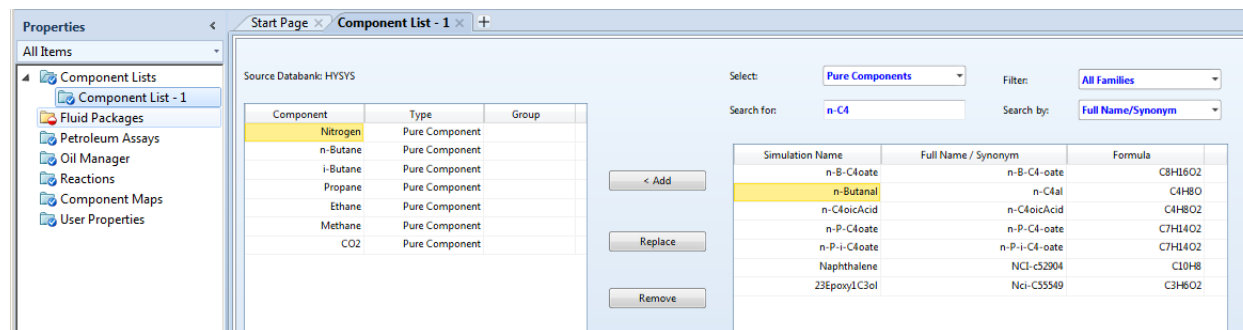 Properties <
All Items
Component Lists
Component List - 1
Fluid Packages
Petroleum Assays
Oil Manager
Reactions
Component Maps
User Properties
Start Page × Component List - 1 × +
Source Databank: HYSYS
Component Type Group
Nitrogen Pure Component
n-Butane Pure Component
i-Butane Pure Component
Propane Pure Component
Ethane Pure Component
Methane Pure Component
CO2 Pure Component
< Add
Replace
Remove
Select: Pure Components Filter: All Families
Search for: n-C4 Search by: Full Name/Synonym
Simulation Name Full Name / Synonym Formula
n-B-C4oate n-B-C4-oate C8H16O2
n-Butanal n-C4al C4H8O
n-C4oicAcid n-C4oicAcid C4H8O2
n-P-C4oate n-P-C4-oate C7H14O2
n-P-i-C4oate n-P-i-C4-oate C7H14O2
Naphthalene NCI-c52904 C10H8
23Epoxy1C3ol Nci-C55549 C3H6O2